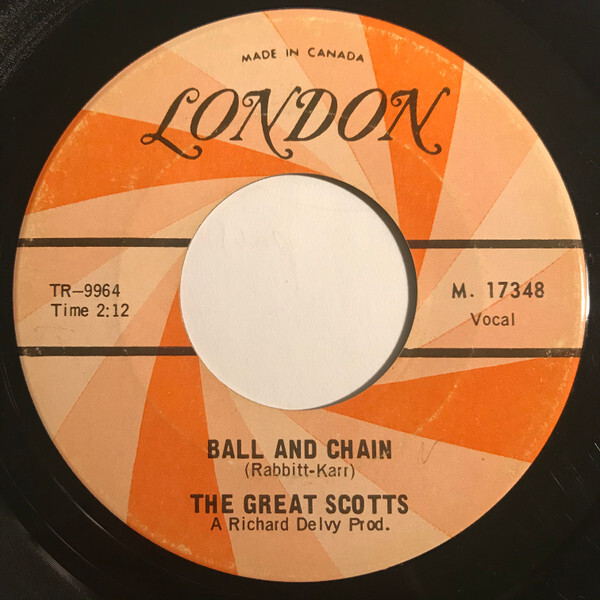 MADE IN CANADA
LONDON
TR-9964
Time 2:12
M. 17348
Vocal
BALL AND CHAIN
(Rabbitt-Karr)
THE GREAT SCOTTS
A Richard Delvy Prod.